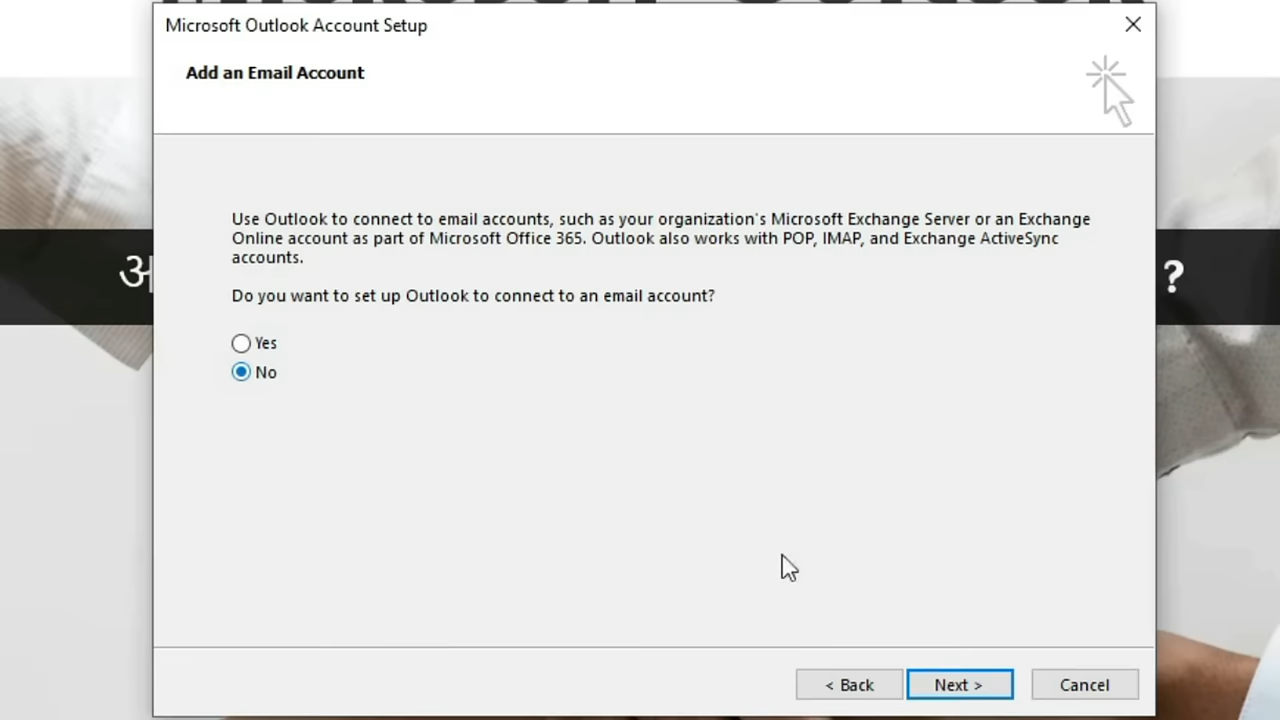 Microsoft Outlook Account Setup
Add an Email Account
Use Outlook to connect to email accounts, such as your organization's Microsoft Exchange Server or an Exchange
Online account as part of Microsoft Office 365. Outlook also works with POP, IMAP, and Exchange ActiveSync
accounts.
Do you want to set up Outlook to connect to an email account?
?
Yes
No
< Back
Next >
Cancel